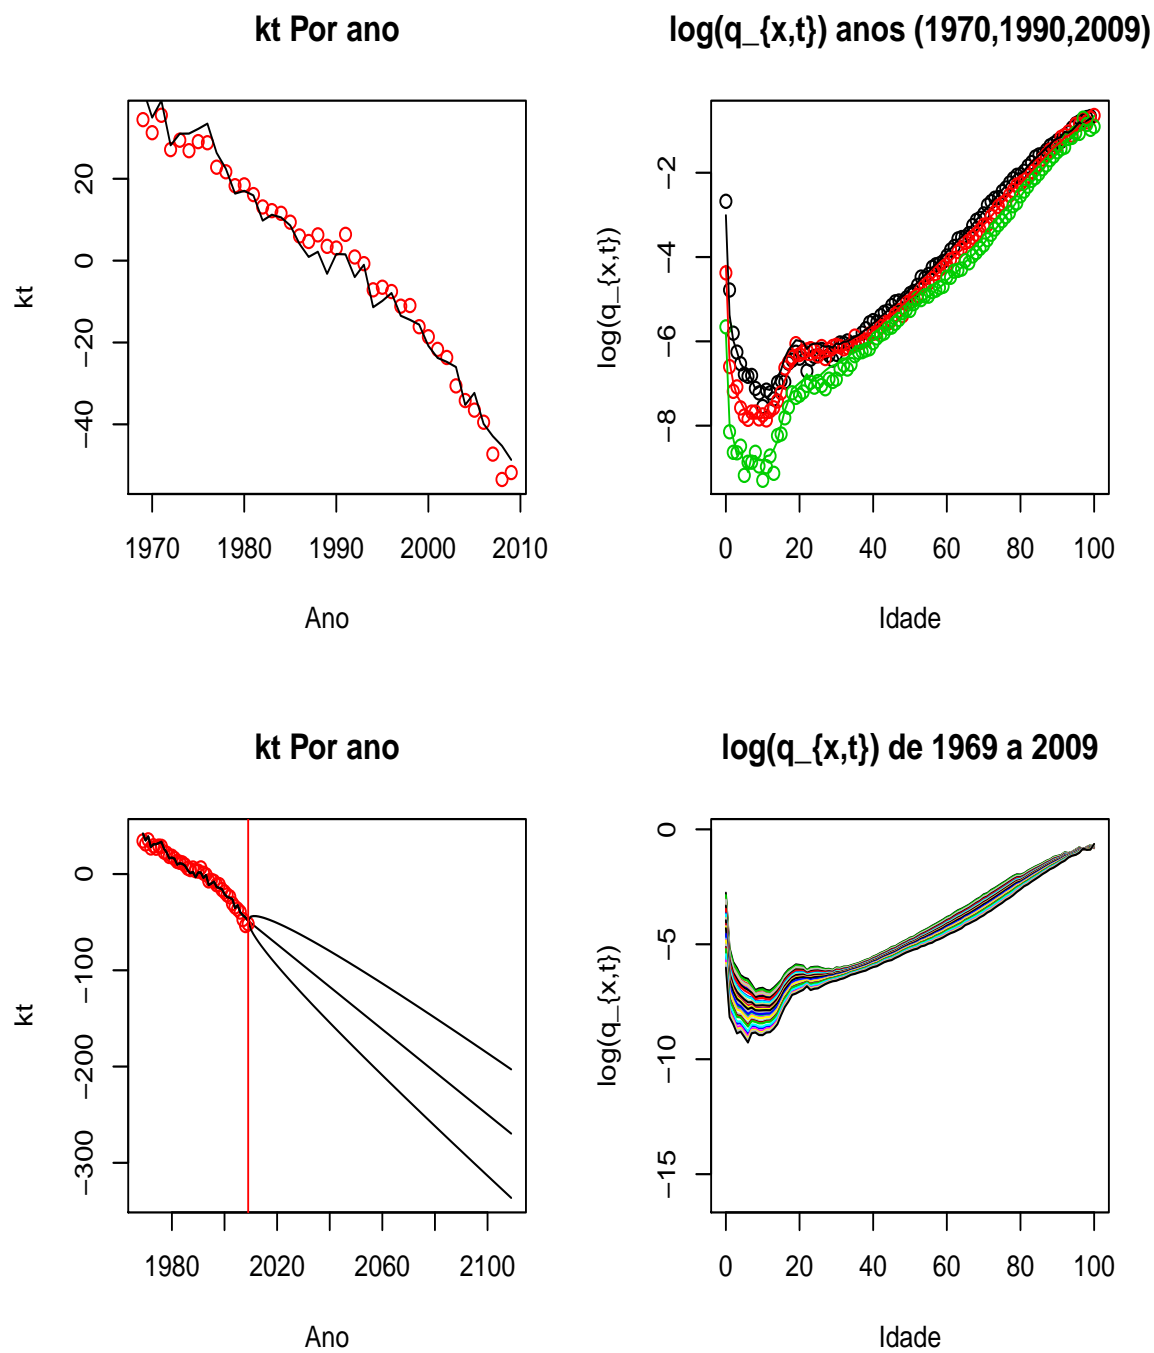 kt Por ano
kt
20
0
−20
−40
1970 1980 1990 2000 2010
Ano
log(q_{x,t}) anos (1970,1990,2009)
log(q_{x,t})
−2
−4
−6
−8
0 20 40 60 80 100
Idade
kt Por ano
kt
0
−100
−200
−300
1980 2020 2060 2100
Ano
log(q_{x,t}) de 1969 a 2009
log(q_{x,t})
0
−5
−10
−15
0 20 40 60 80 100
Idade